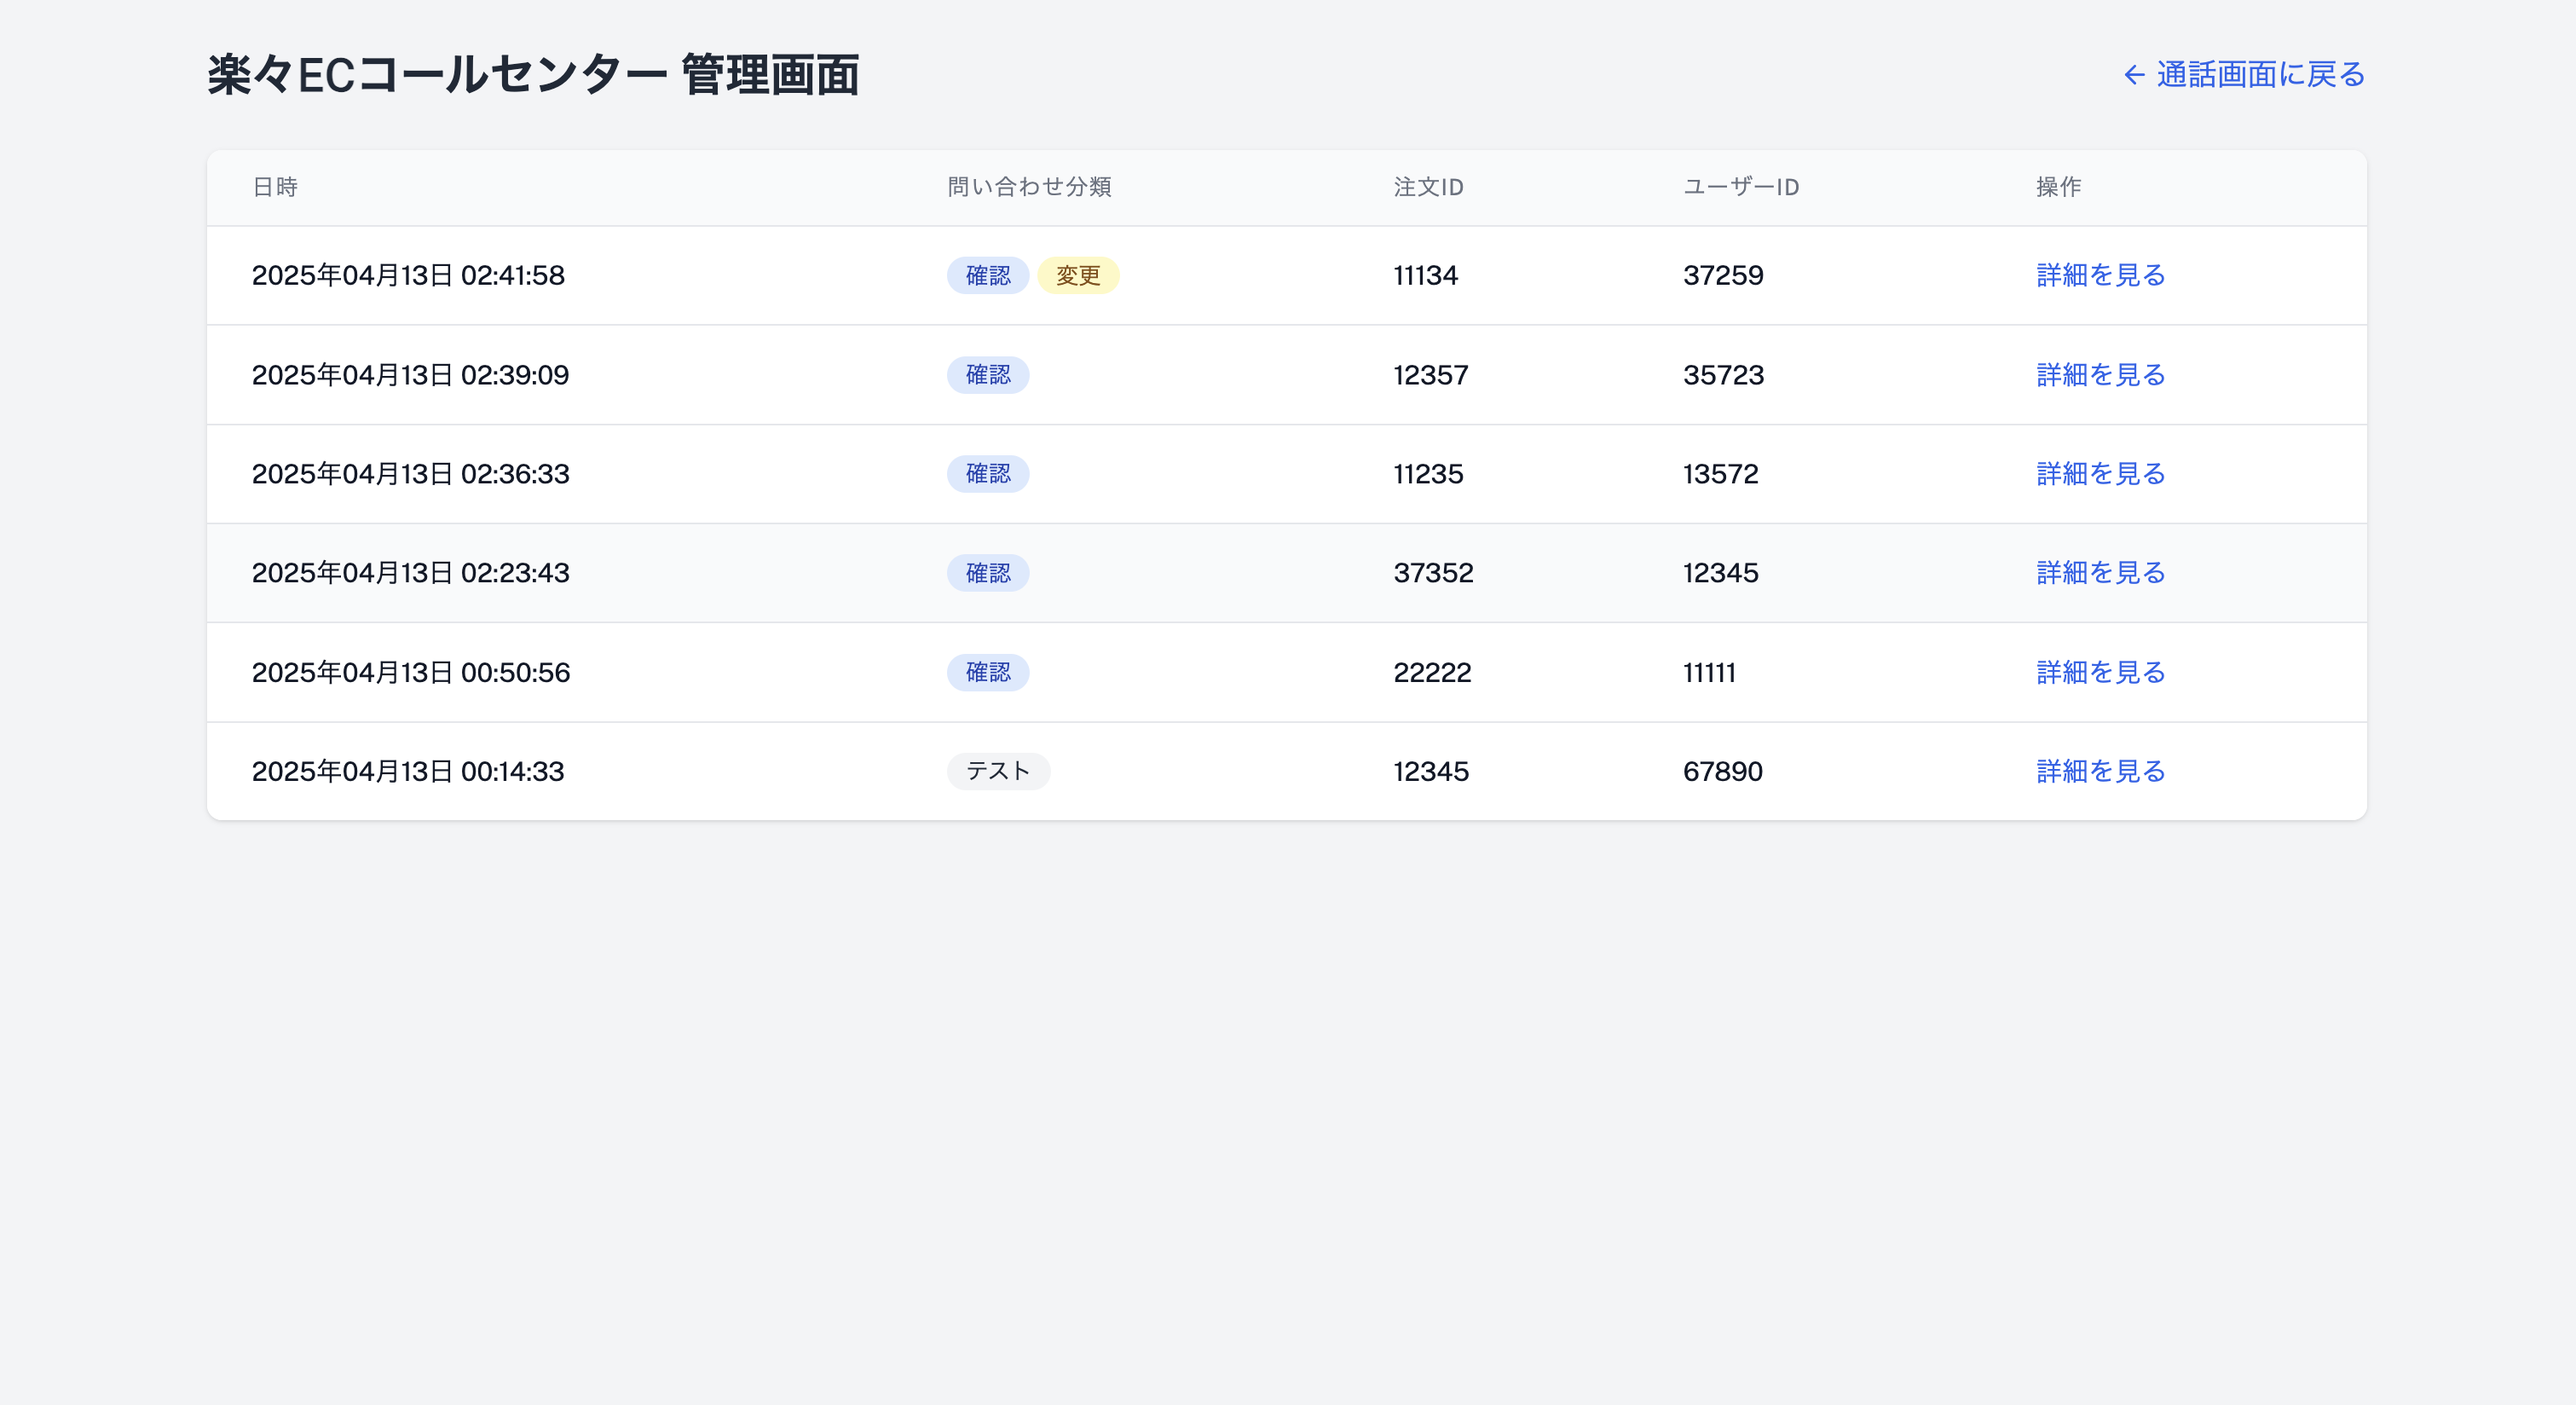 楽々ECコールセンター 管理画面 ← 通話画面に戻る
日時 問い合わせ分類 注文ID ユーザーID 操作
2025年04月13日 02:41:58 確認 変更 11134 37259 詳細を見る
2025年04月13日 02:39:09 確認 12357 35723 詳細を見る
2025年04月13日 02:36:33 確認 11235 13572 詳細を見る
2025年04月13日 02:23:43 確認 37352 12345 詳細を見る
2025年04月13日 00:50:56 確認 22222 11111 詳細を見る
2025年04月13日 00:14:33 テスト 12345 67890 詳細を見る